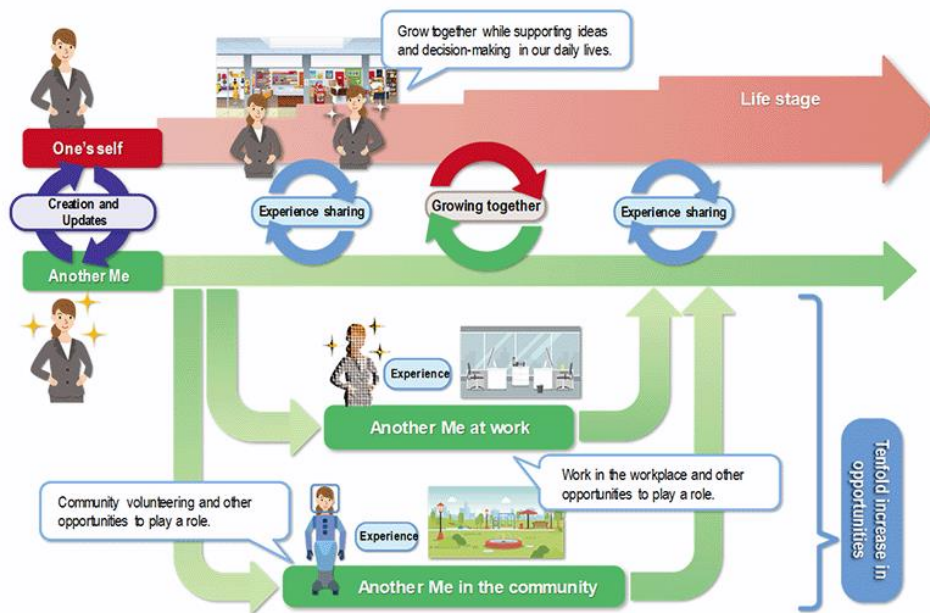 Grow together while supporting ideas
and decision-making in our daily lives.
Life stage
One's self
Creation and
Updates
Experience sharing
Growing together
Experience sharing
Another Me
Experience
Another Me at work
Work in the workplace and other
opportunities to play a role.
Community volunteering and other
opportunities to play a role.
Experience
Another Me in the community
Tenfold increase in
opportunities